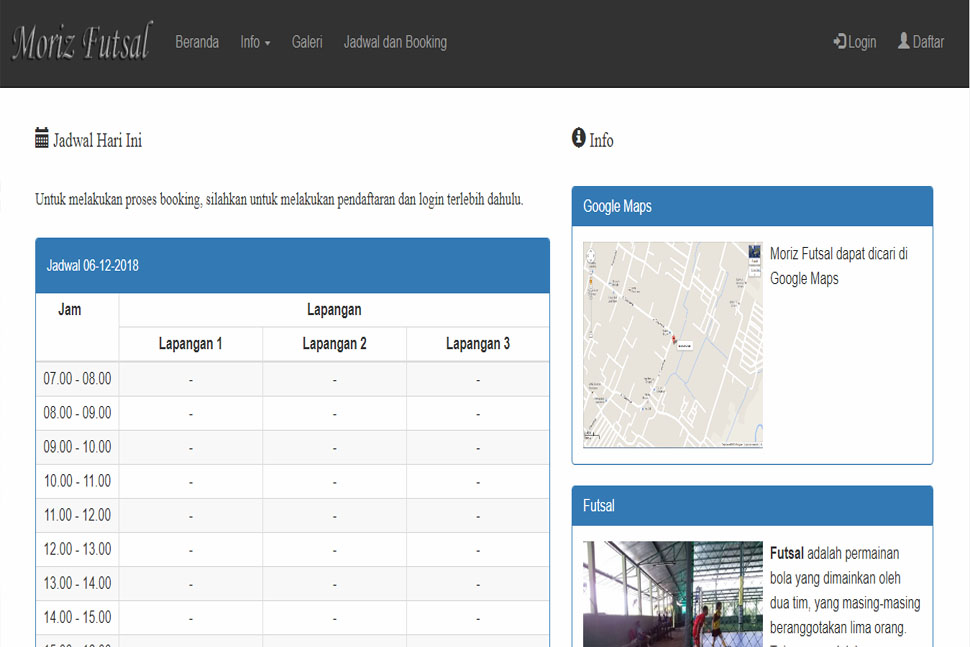 Moriz Futsal
Beranda
Info
Galeri
Jadwal dan Booking
Login
Daftar
Jadwal Hari Ini
Untuk melakukan proses booking, silahkan untuk melakukan pendaftaran dan login terlebih dahulu.
Jadwal 06-12-2018
Jam
Lapangan
Lapangan 1
Lapangan 2
Lapangan 3
07.00 - 08.00 - - -
08.00 - 09.00 - - -
09.00 - 10.00 - - -
10.00 - 11.00 - - -
11.00 - 12.00 - - -
12.00 - 13.00 - - -
13.00 - 14.00 - - -
14.00 - 15.00 - - -
Info
Google Maps
Moriz Futsal dapat dicari di
Google Maps
Futsal
Futsal adalah permainan
bola yang dimainkan oleh
dua tim, yang masing-masing
beranggotakan lima orang.